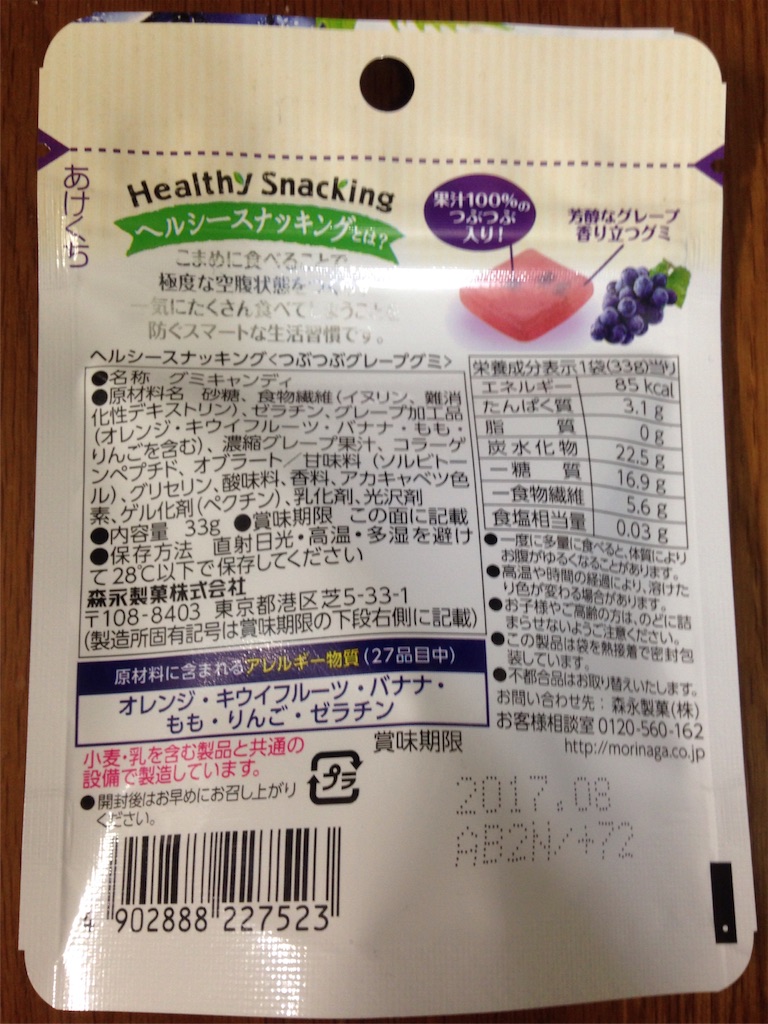 あけくち
Healthy Snacking
ヘルシースナッキングとは?
こまめに食べることで
極度な空腹状態を
一気にたくさん食べてしまうことを
防ぐスマートな生活習慣です。
果汁100%の
つぶつぶ
入り!
芳醇なグレープ
香り立つグミ
ヘルシースナッキング<つぶつぶグレープグミ>
●名称 グミキャンディ
●原材料名 砂糖、食物繊維(イヌリン、難消
化性デキストリン)、ゼラチン、グレープ加工品
(オレンジ・キウイフルーツ・バナナ・もも・
りんごを含む)、濃縮グレープ果汁、コラーゲ
ンペプチド、オブラート/甘味料(ソルビトー
ル)、グリセリン、酸味料、香料、アカキャベツ色
素、ゲル化剤(ペクチン)、乳化剤、光沢剤
●内容量 33g ●賞味期限 この面に記載
●保存方法 直射日光・高温・多湿を避け
て28℃以下で保存してください
森永製菓株式会社
〒108-8403 東京都港区芝5-33-1
(製造所固有記号は賞味期限の下段右側に記載)
栄養成分表示1袋(33g)当り
エネルギー 85 kcal
たんぱく質 3.1 g
脂質 0 g
炭水化物 22.5 g
-糖質 16.9 g
-食物繊維 5.6 g
食塩相当量 0.03 g
●一度に多量に食べると、体質により
お腹がゆるくなることがあります。
●高温や時間の経過により、溶けた
り色が変わる場合があります。
●お子様やご高齢の方は、のどに詰
まらせないようご注意ください。
●この製品は袋を熱接着で密封包
装しています。
●不都合品はお取り替えいたします。
お問い合わせ先:森永製菓(株)
お客様相談室 0120-560-162
http://morinaga.co.jp
原材料に含まれるアレルギー物質(27品目中)
オレンジ・キウイフルーツ・バナナ・
もも・りんご・ゼラチン
小麦・乳を含む製品と共通の
設備で製造しています。
●開封後はお早めにお召し上がり
ください。
プラ
賞味期限
2017.08
AB2N/+72
4 902888 227523